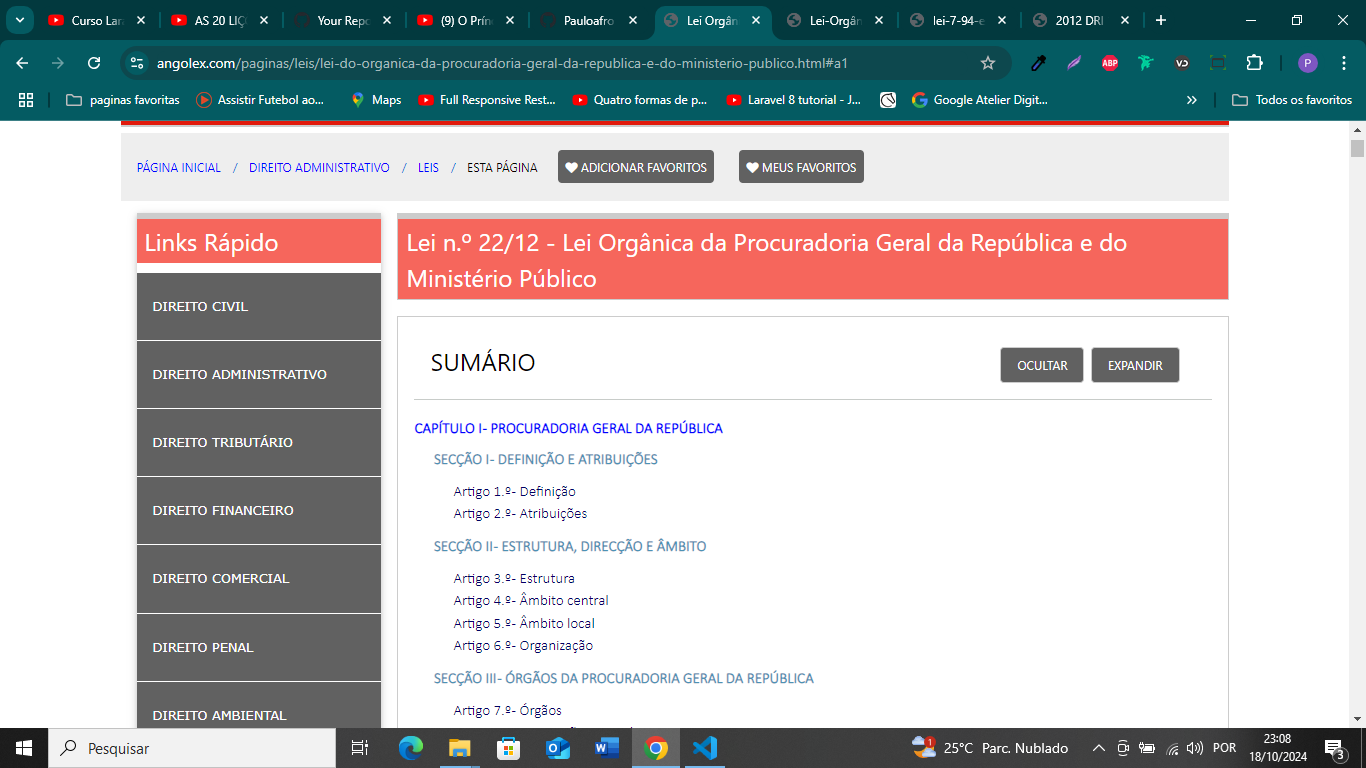 Curso Lara
AS 20 LIÇ
Your Repo
(9) O Prín
Pauloafro
Lei Orgân
Lei-Orgân
lei-7-94-e
2012 DRI
angolex.com/paginas/leis/lei-do-organica-da-procuradoria-geral-da-republica-e-do-ministerio-publico.html#a1
ABP
P
paginas favoritas
Assistir Futebol ao...
Maps
Full Responsive Rest...
Quatro formas de p...
Laravel 8 tutorial - J...
Google Atelier Digit...
Todos os favoritos
PÁGINA INICIAL / DIREITO ADMINISTRATIVO / LEIS / ESTA PÁGINA
ADICIONAR FAVORITOS
MEUS FAVORITOS
Links Rápido
DIREITO CIVIL
DIREITO ADMINISTRATIVO
DIREITO TRIBUTÁRIO
DIREITO FINANCEIRO
DIREITO COMERCIAL
DIREITO PENAL
DIREITO AMBIENTAL
Lei n.º 22/12 - Lei Orgânica da Procuradoria Geral da República e do
Ministério Público
SUMÁRIO
OCULTAR
EXPANDIR
CAPÍTULO I- PROCURADORIA GERAL DA REPÚBLICA
SECÇÃO I- DEFINIÇÃO E ATRIBUIÇÕES
Artigo 1.º- Definição
Artigo 2.º- Atribuições
SECÇÃO II- ESTRUTURA, DIRECÇÃO E ÂMBITO
Artigo 3.º- Estrutura
Artigo 4.º- Âmbito central
Artigo 5.º- Âmbito local
Artigo 6.º- Organização
SECÇÃO III- ÓRGÃOS DA PROCURADORIA GERAL DA REPÚBLICA
Artigo 7.º- Órgãos
Pesquisar
1
25°C Parc. Nublado
POR
23:08
18/10/2024
3